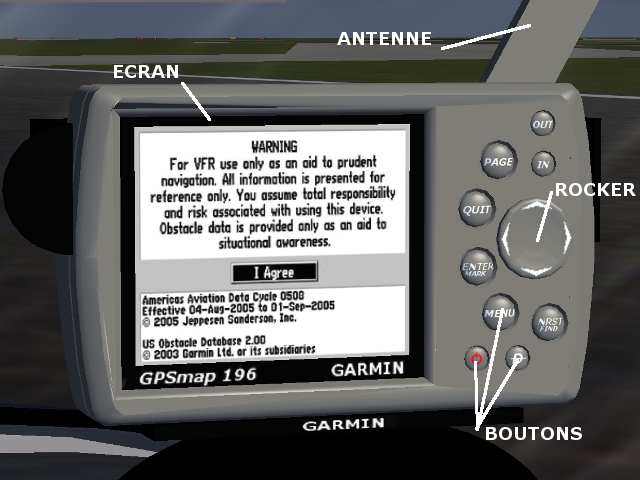 ANTENNE
ECRAN
WARNING
For VFR use only as an aid to prudent
navigation. All information is presented for
reference only. You assume total responsibility
and risk associated with using this device.
Obstacle data is provided only as an aid to
situational awareness.
I Agree
Americas Aviation Data Cycle 0508
Effective 04-Aug-2005 to 01-Sep-2005
© 2005 Jeppesen Sanderson, Inc.
US Obstacle Database 2.00
© 2003 Garmin Ltd. or its subsidiaries
GPSmap 196 GARMIN
OUT
PAGE
IN
ROCKER
QUIT
ENTER
MARK
MENU
NRST
FIND
D
GARMIN
BOUTONS